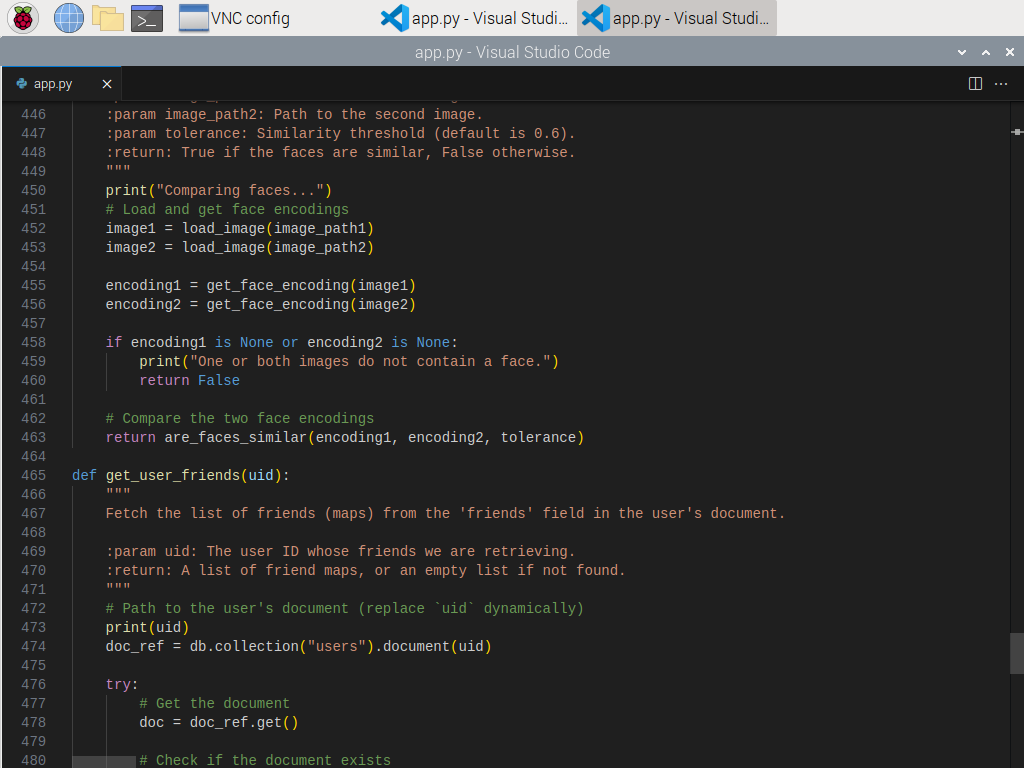 VNC config
app.py - Visual Studi...
app.py - Visual Studi...
app.py - Visual Studio Code
app.py
446 :param image_path2: Path to the second image.
447 :param tolerance: Similarity threshold (default is 0.6).
448 :return: True if the faces are similar, False otherwise.
449 """
450 print("Comparing faces...")
451 # Load and get face encodings
452 image1 = load_image(image_path1)
453 image2 = load_image(image_path2)
454
455 encoding1 = get_face_encoding(image1)
456 encoding2 = get_face_encoding(image2)
457
458 if encoding1 is None or encoding2 is None:
459 print("One or both images do not contain a face.")
460 return False
461
462 # Compare the two face encodings
463 return are_faces_similar(encoding1, encoding2, tolerance)
464
465 def get_user_friends(uid):
466 """
467 Fetch the list of friends (maps) from the 'friends' field in the user's document.
468
469 :param uid: The user ID whose friends we are retrieving.
470 :return: A list of friend maps, or an empty list if not found.
471 """
472 # Path to the user's document (replace `uid` dynamically)
473 print(uid)
474 doc_ref = db.collection("users").document(uid)
475
476 try:
477 # Get the document
478 doc = doc_ref.get()
479
480 # Check if the document exists